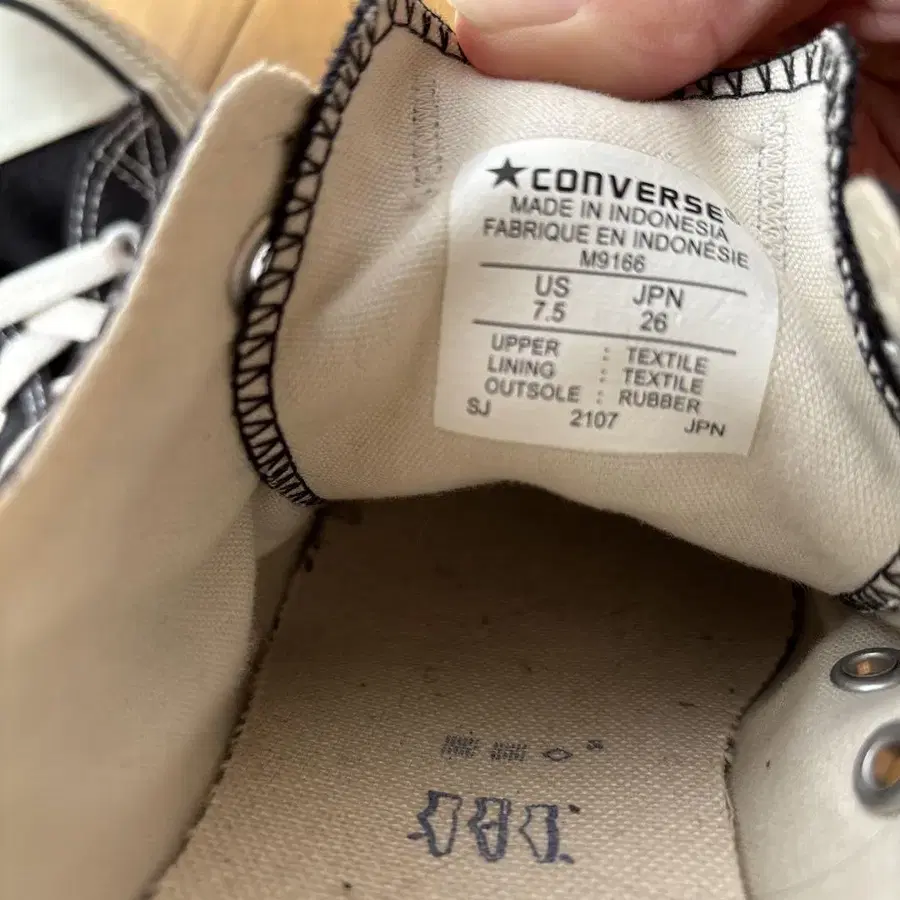 ★CONVERSE®
MADE IN INDONESIA
FABRIQUE EN INDONÉSIE
M9166
US JPN
7.5 26
UPPER : TEXTILE
LINING : TEXTILE
OUTSOLE : RUBBER
SJ 2107 JPN